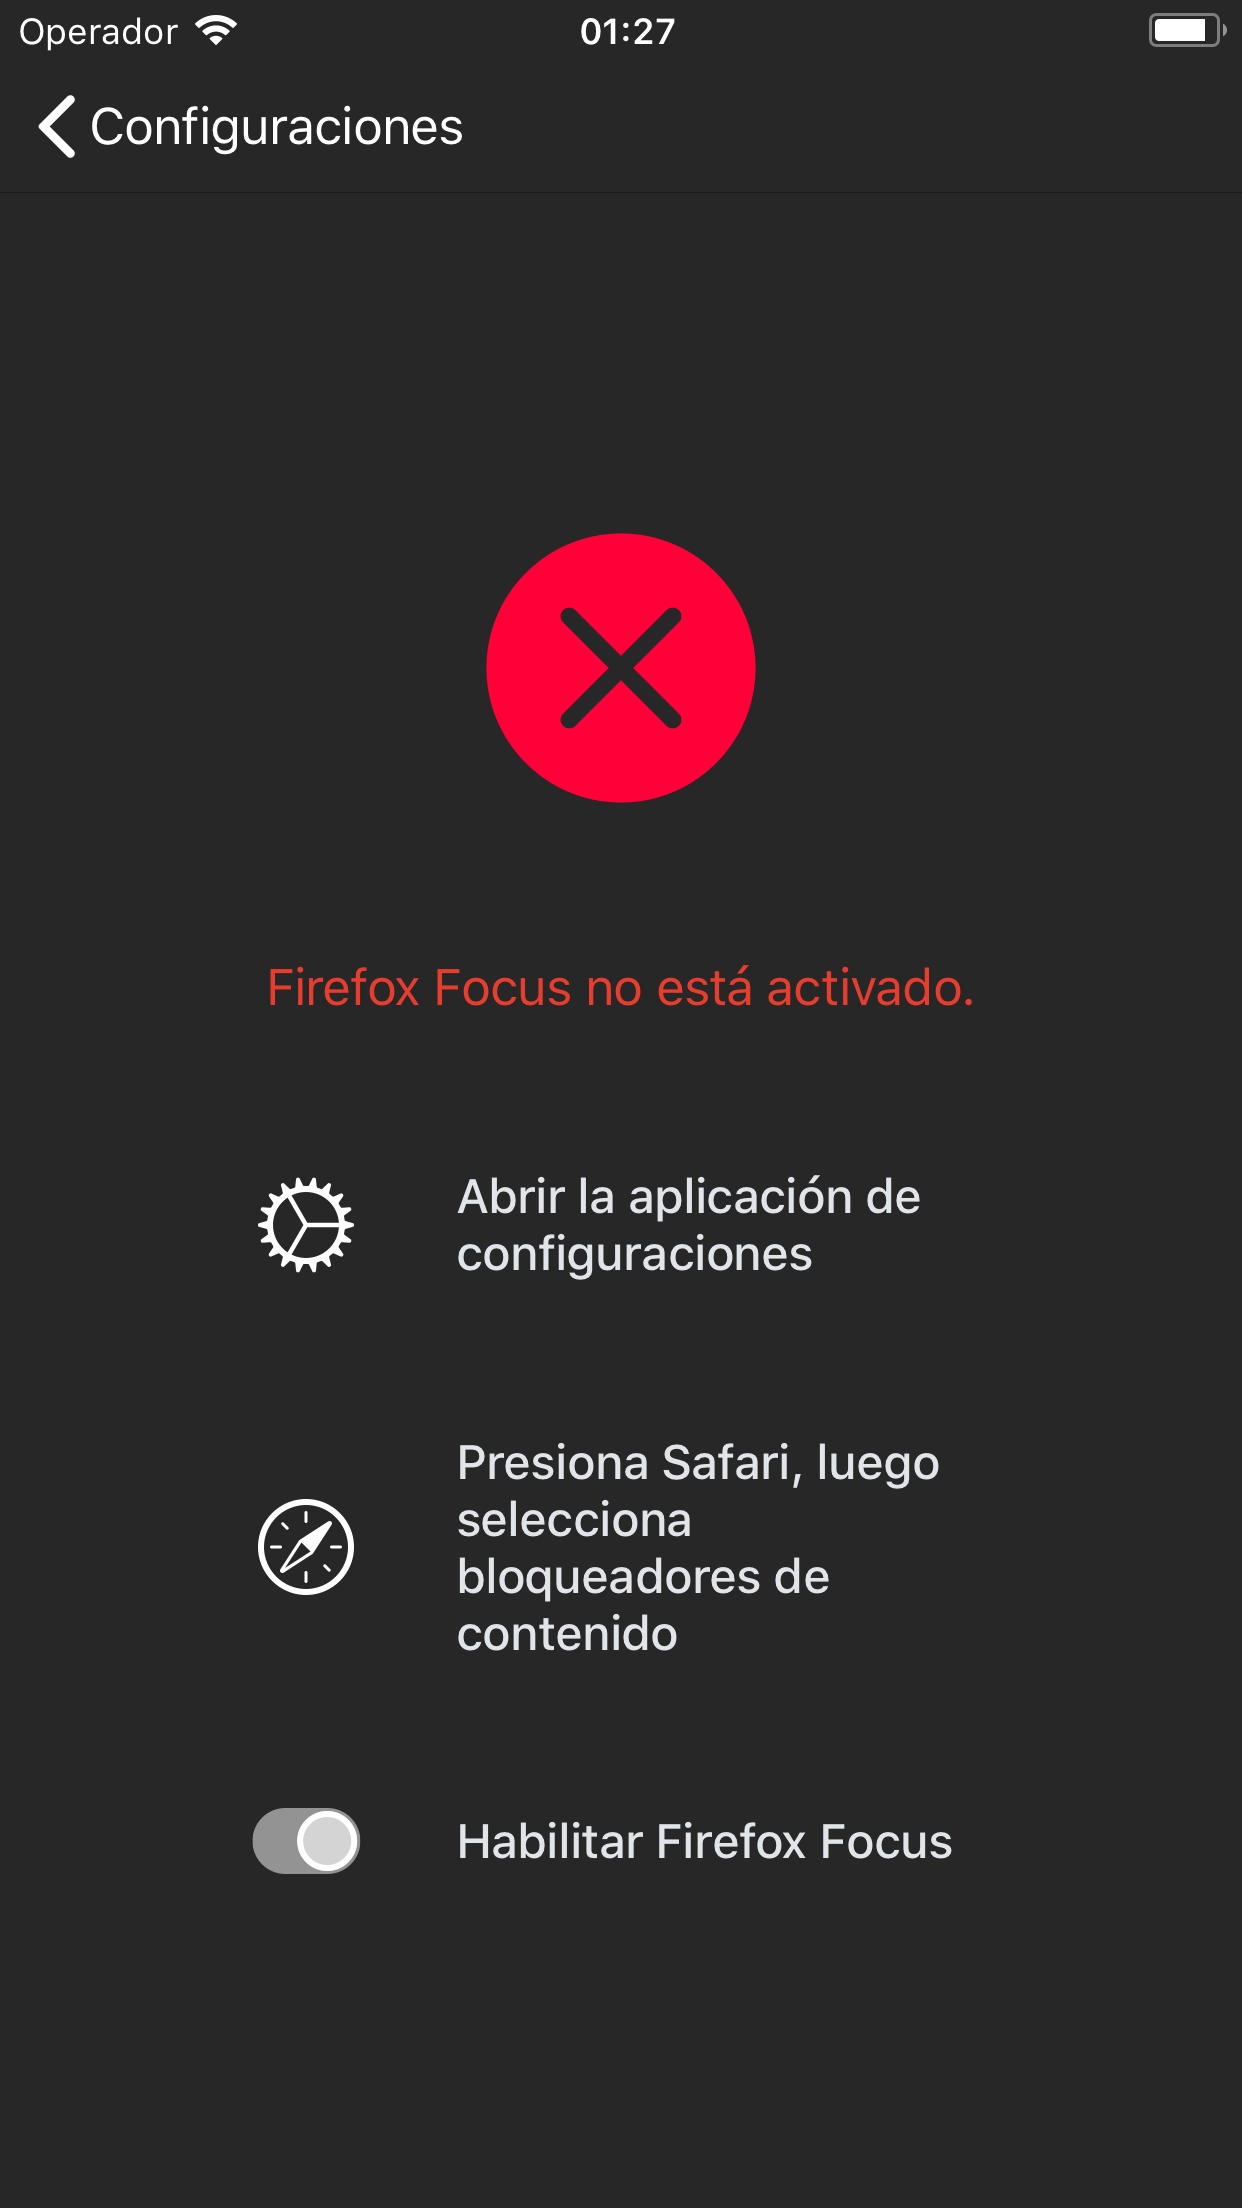 Operador
01:27
Configuraciones
Firefox Focus no está activado.
Abrir la aplicación de
configuraciones
Presiona Safari, luego
selecciona
bloqueadores de
contenido
Habilitar Firefox Focus